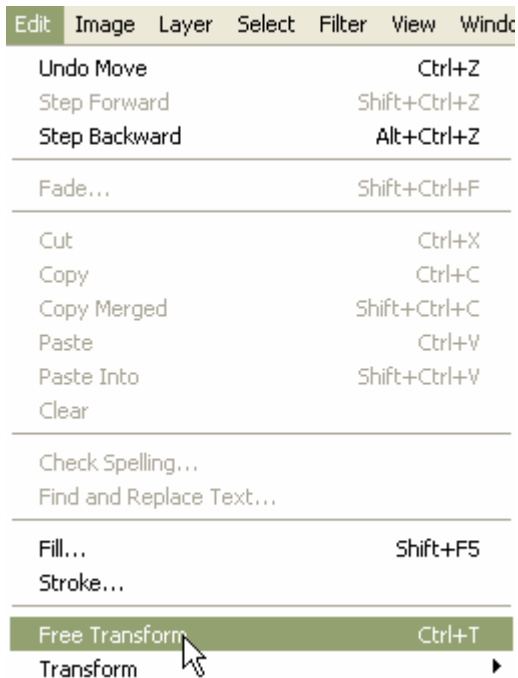 Edit Image Layer Select Filter View Windo
Undo Move Ctrl+Z
Step Forward Shift+Ctrl+Z
Step Backward Alt+Ctrl+Z
Fade... Shift+Ctrl+F
Cut Ctrl+X
Copy Ctrl+C
Copy Merged Shift+Ctrl+C
Paste Ctrl+V
Paste Into Shift+Ctrl+V
Clear
Check Spelling...
Find and Replace Text...
Fill... Shift+F5
Stroke...
Free Transform Ctrl+T
Transform